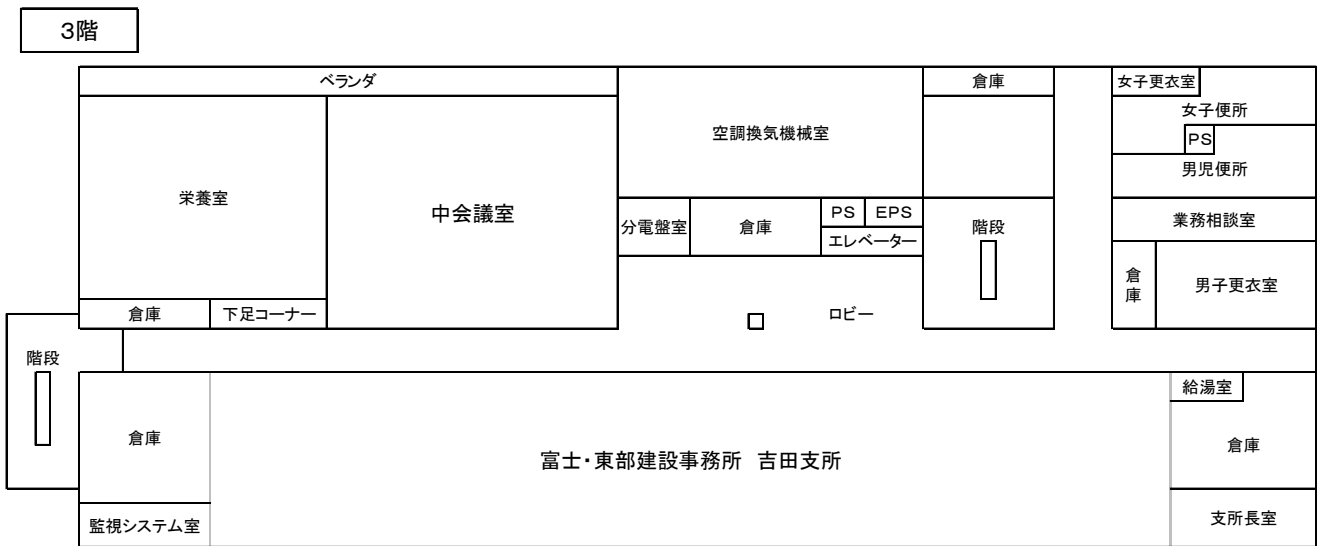 3階
ベランダ
倉庫
女子更衣室
女子便所
空調換気機械室
PS
男児便所
栄養室
中会議室
分電盤室
倉庫
PS
EPS
エレベーター
階段
業務相談室
倉庫
男子更衣室
倉庫
下足コーナー
ロビー
階段
給湯室
倉庫
富士・東部建設事務所 吉田支所
倉庫
監視システム室
支所長室